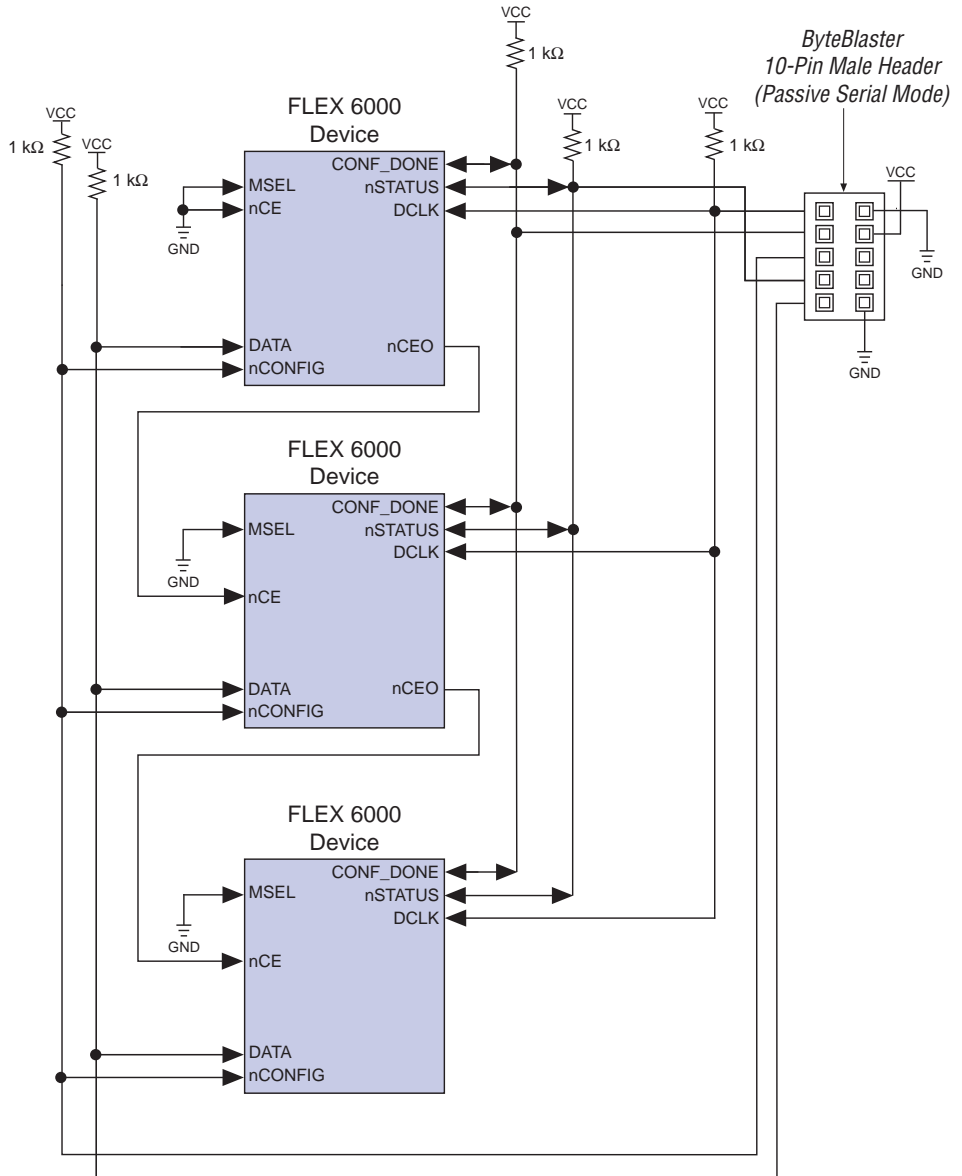 VCC
1 kΩ
ByteBlaster
10-Pin Male Header
(Passive Serial Mode)
VCC
1 kΩ
VCC
1 kΩ
FLEX 6000
Device
VCC
1 kΩ
VCC
1 kΩ
VCC
MSEL
nCE
GND
CONF_DONE
nSTATUS
DCLK
GND
DATA
nCONFIG
nCEO
GND
FLEX 6000
Device
MSEL
GND
CONF_DONE
nSTATUS
DCLK
nCE
DATA
nCONFIG
nCEO
FLEX 6000
Device
MSEL
GND
CONF_DONE
nSTATUS
DCLK
nCE
DATA
nCONFIG